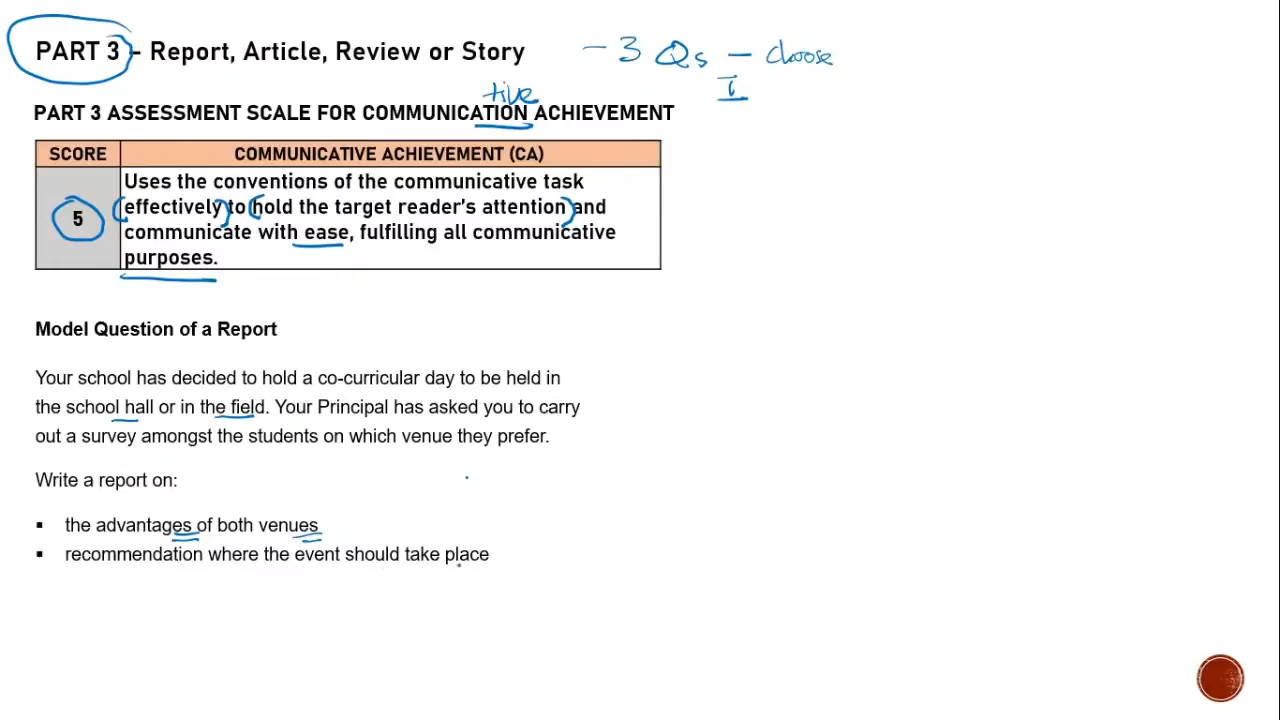 PART 3 - Report, Article, Review or Story - 3 Qs - choose
1
tive
PART 3 ASSESSMENT SCALE FOR COMMUNICATION ACHIEVEMENT
SCORE COMMUNICATIVE ACHIEVEMENT (CA)
Uses the conventions of the communicative task
(effectively) to (hold the target reader's attention) and
5
communicate with ease, fulfilling all communicative
purposes.
Model Question of a Report
Your school has decided to hold a co-curricular day to be held in
the school hall or in the field. Your Principal has asked you to carry
out a survey amongst the students on which venue they prefer.
Write a report on:
▪ the advantages of both venues
▪ recommendation where the event should take place